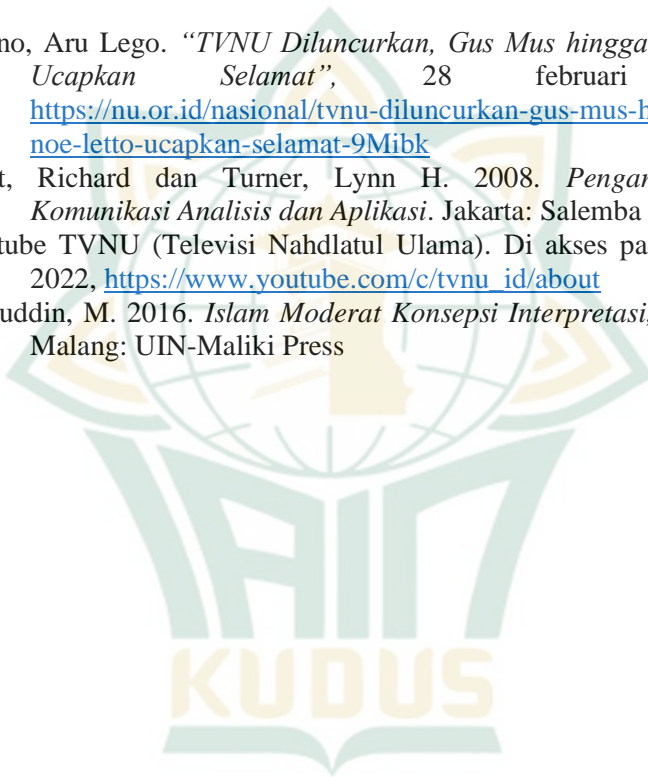 no, Aru Lego. “TVNU Diluncurkan, Gus Mus hingga
Ucapkan Selamat”, 28 februari
https://nu.or.id/nasional/tvnu-diluncurkan-gus-mus-h
noe-letto-ucapkan-selamat-9Mibk
t, Richard dan Turner, Lynn H. 2008. Pengan
Komunikasi Analisis dan Aplikasi. Jakarta: Salemba
tube TVNU (Televisi Nahdlatul Ulama). Di akses pa
2022, https://www.youtube.com/c/tvnu_id/about
uddin, M. 2016. Islam Moderat Konsepsi Interpretasi,
Malang: UIN-Maliki Press
IAIN
KUDUS